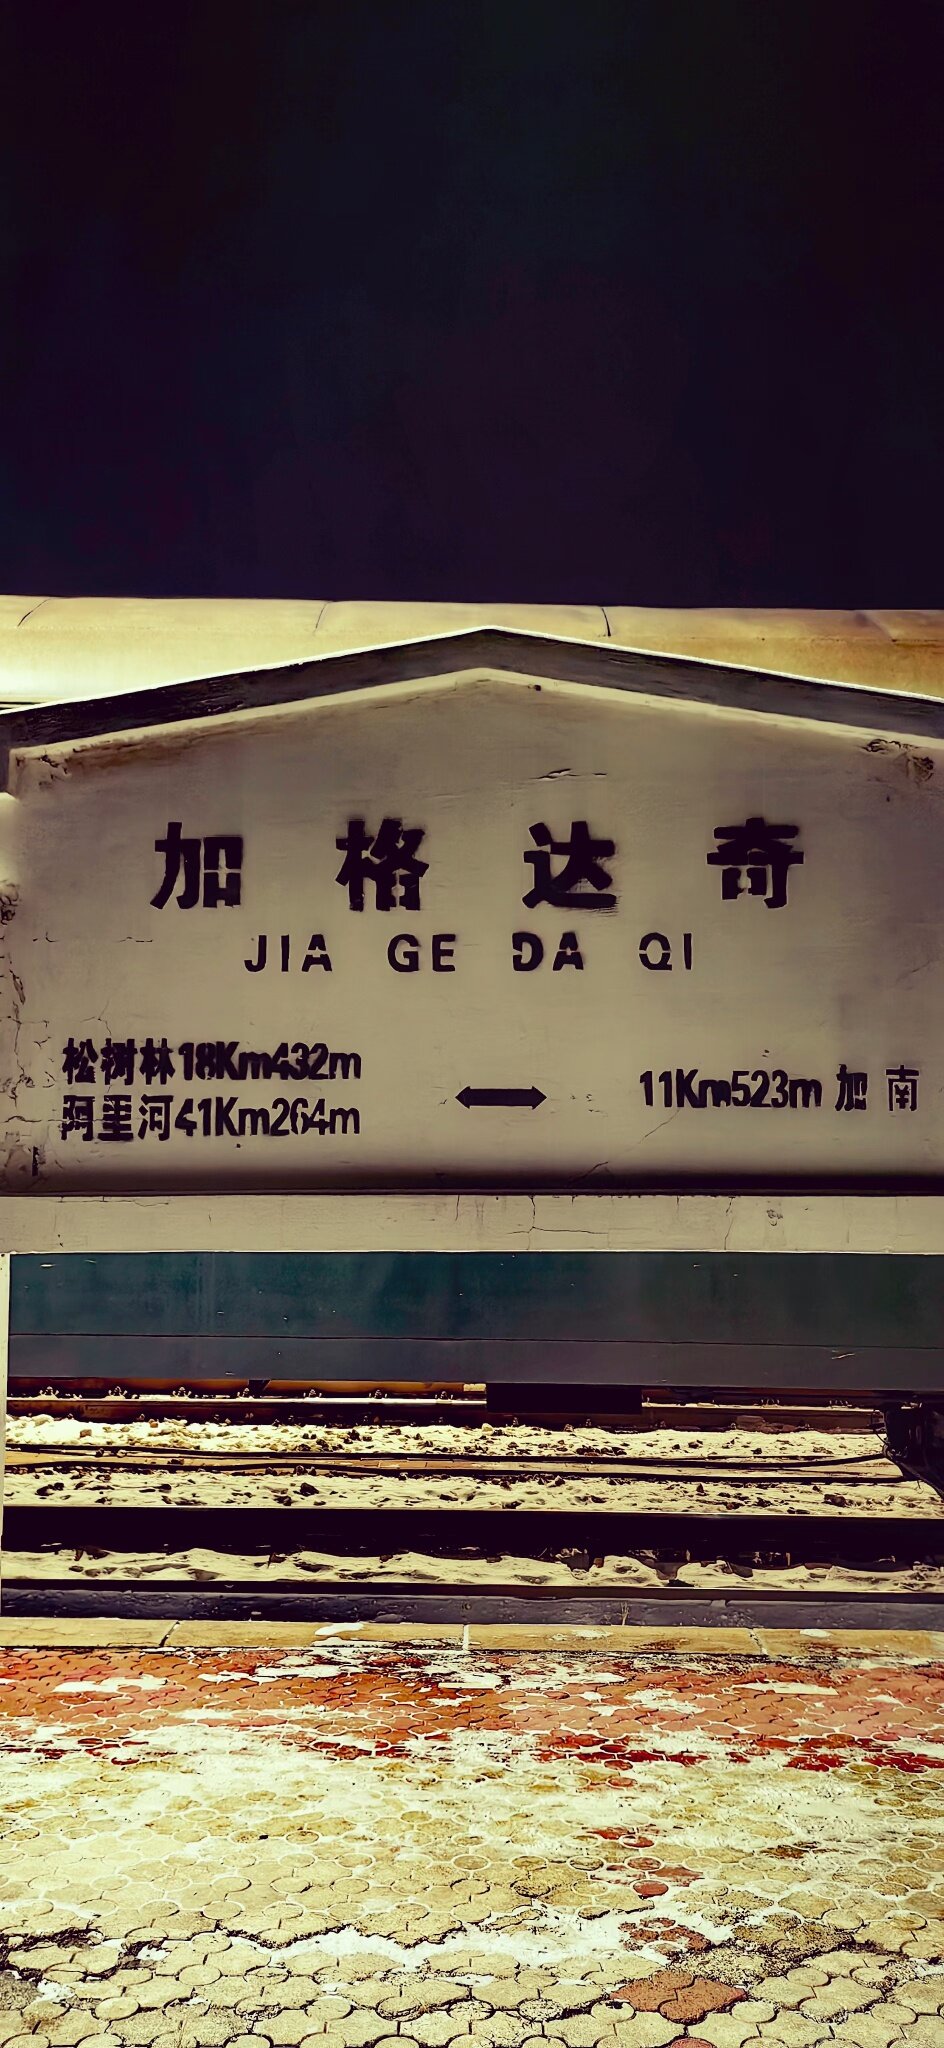 加格达奇
JIA GE DA QI
松树林18Km432m
阿里河41Km264m
11Km523m 加南